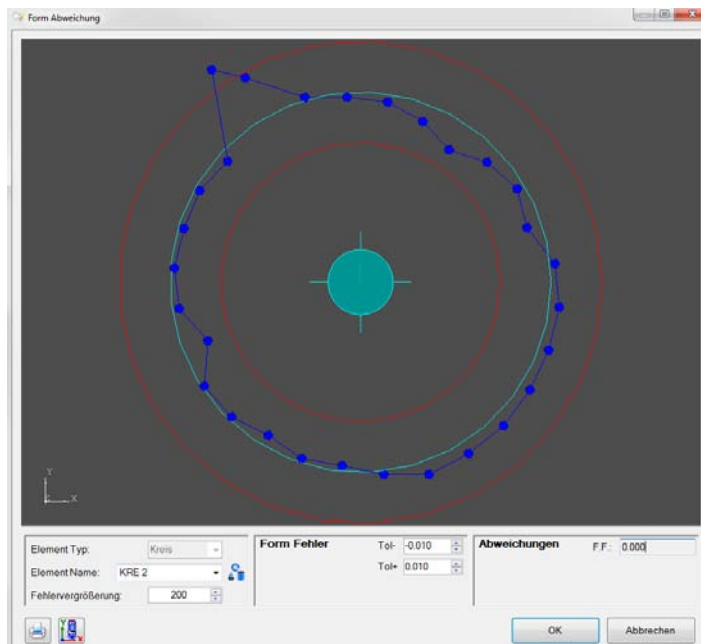 Form Abweichung
Y
X
Element Typ: Kreis
Element Name: KRE 2
Fehlervergrößerung: 200
Form Fehler
Tol- -0.010
Tol+ 0.010
Abweichungen
F.F.: 0.000
OK
Abbrechen